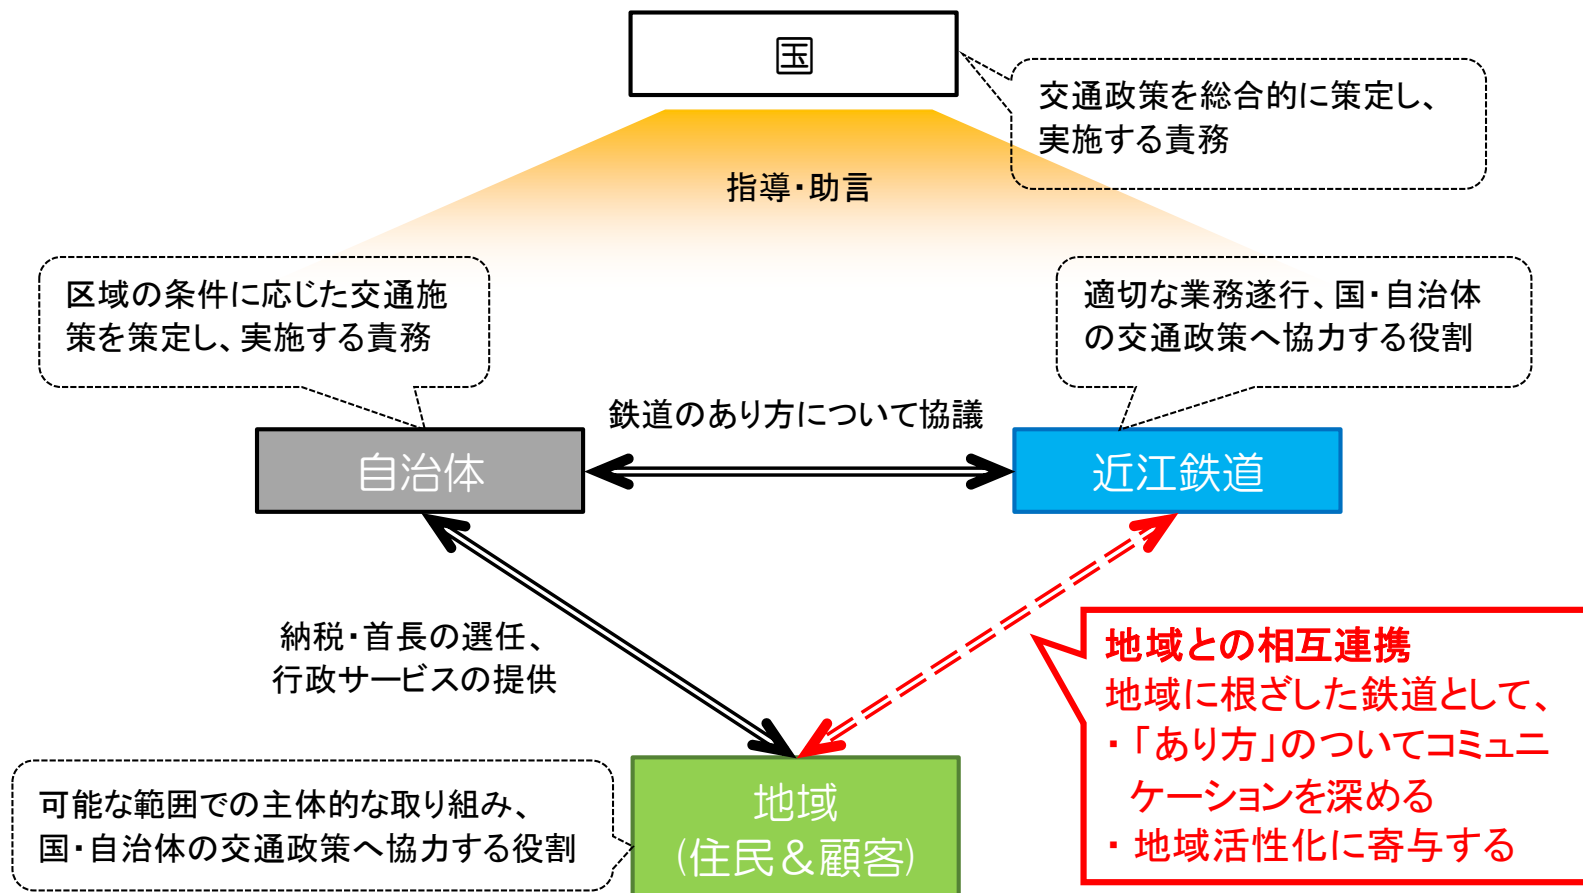 国
交通政策を総合的に策定し、
実施する責務
指導・助言
区域の条件に応じた交通施
策を策定し、実施する責務
適切な業務遂行、国・自治体
の交通政策へ協力する役割
鉄道のあり方について協議
自治体
近江鉄道
納税・首長の選任、
行政サービスの提供
地域との相互連携
地域に根ざした鉄道として、
・「あり方」のついてコミュニ
ケーションを深める
・地域活性化に寄与する
可能な範囲での主体的な取り組み、
国・自治体の交通政策へ協力する役割
地域
(住民＆顧客)